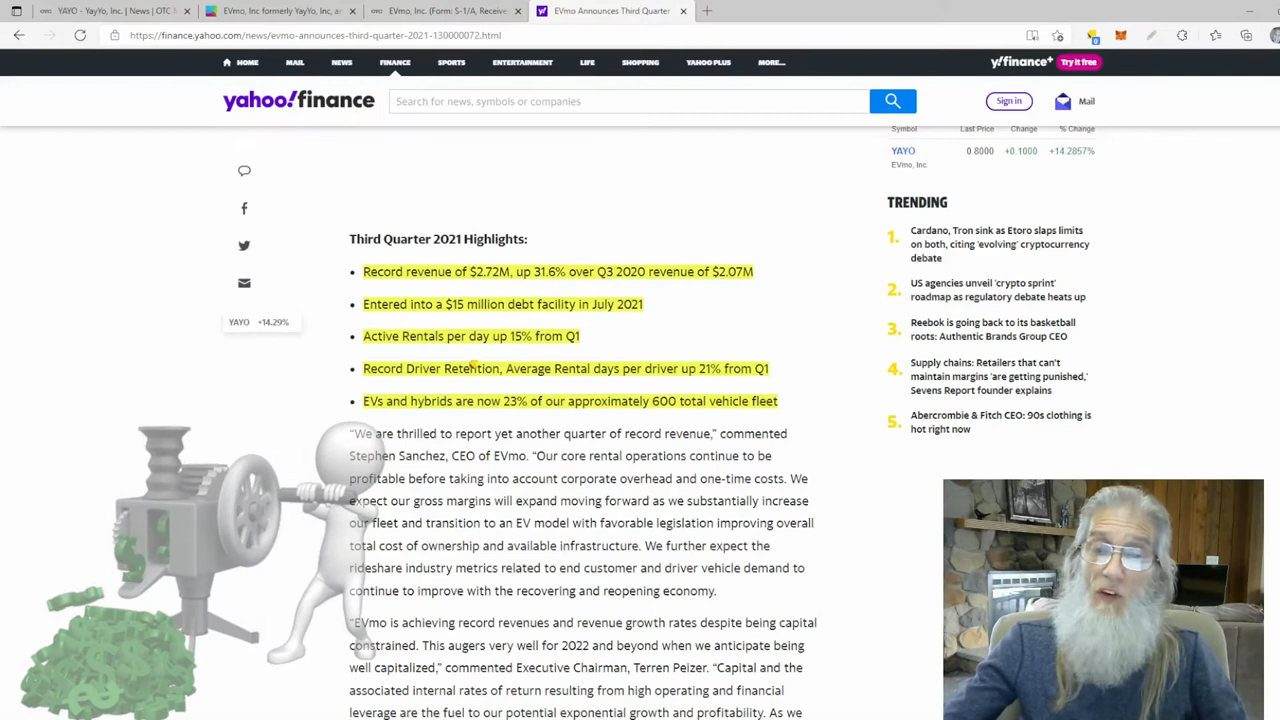 YAYO - YayYo, Inc. | News | OTC M
EVmo, Inc formerly YayYo, Inc, an
EVmo, Inc. (Form: S-1/A, Receive
EVmo Announces Third Quarter
https://finance.yahoo.com/news/evmo-announces-third-quarter-2021-130000072.html
HOME MAIL NEWS FINANCE SPORTS ENTERTAINMENT LIFE SHOPPING YAHOO PLUS MORE...
y!finance+ Try it free
yahoo!finance
Search for news, symbols or companies
Sign in
Mail
Symbol Last Price Change % Change
YAYO 0.8000 +0.1000 +14.2857%
EVmo, Inc.
YAYO +14.29%
Third Quarter 2021 Highlights:
• Record revenue of $2.72M, up 31.6% over Q3 2020 revenue of $2.07M
• Entered into a $15 million debt facility in July 2021
• Active Rentals per day up 15% from Q1
• Record Driver Retention, Average Rental days per driver up 21% from Q1
• EVs and hybrids are now 23% of our approximately 600 total vehicle fleet
“We are thrilled to report yet another quarter of record revenue,” commented
Stephen Sanchez, CEO of EVmo. “Our core rental operations continue to be
profitable before taking into account corporate overhead and one-time costs. We
expect our gross margins will expand moving forward as we substantially increase
our fleet and transition to an EV model with favorable legislation improving overall
total cost of ownership and available infrastructure. We further expect the
rideshare industry metrics related to end customer and driver vehicle demand to
continue to improve with the recovering and reopening economy.
“EVmo is achieving record revenues and revenue growth rates despite being capital
constrained. This augers very well for 2022 and beyond when we anticipate being
well capitalized,” commented Executive Chairman, Terren Peizer. “Capital and the
associated internal rates of return resulting from high operating and financial
leverage are the fuel to our potential exponential growth and profitability. As we
TRENDING
1. Cardano, Tron sink as Etoro slaps limits
on both, citing 'evolving' cryptocurrency
debate
2. US agencies unveil 'crypto sprint'
roadmap as regulatory debate heats up
3. Reebok is going back to its basketball
roots: Authentic Brands Group CEO
4. Supply chains: Retailers that can't
maintain margins 'are getting punished,'
Sevens Report founder explains
5. Abercrombie & Fitch CEO: 90s clothing is
hot right now